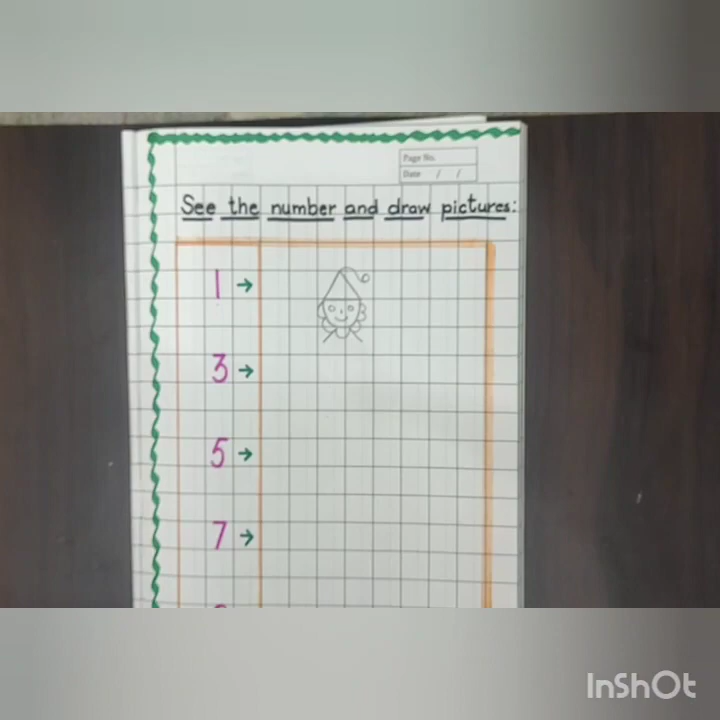 Page No.
Date / /
See the number and draw pictures:
1 →
3 →
5 →
7 →
InShOt